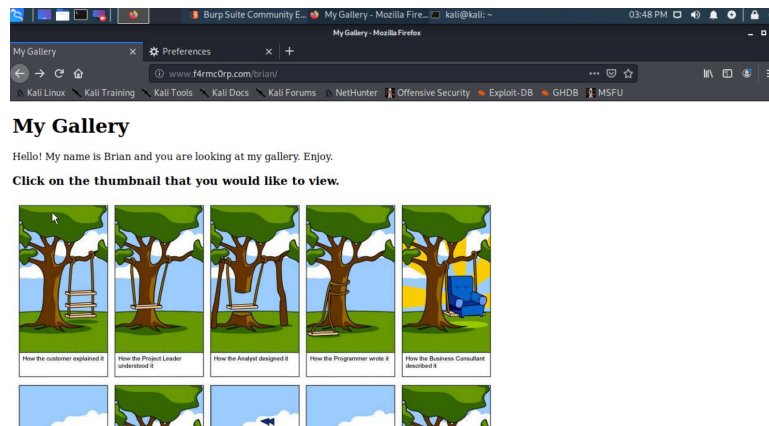 Burp Suite Community E...
My Gallery - Mozilla Fire...
kali@kali: ~
03:48 PM
My Gallery - Mozilla Firefox
My Gallery
Preferences
www.f4rmc0rp.com/brian/
Kali Linux
Kali Training
Kali Tools
Kali Docs
Kali Forums
NetHunter
Offensive Security
Exploit-DB
GHDB
MSFU
My Gallery
Hello! My name is Brian and you are looking at my gallery. Enjoy.
Click on the thumbnail that you would like to view.
How the customer explained it
How the Project Leader
understood it
How the Analyst designed it
How the Programmer wrote it
How the Business Consultant
described it